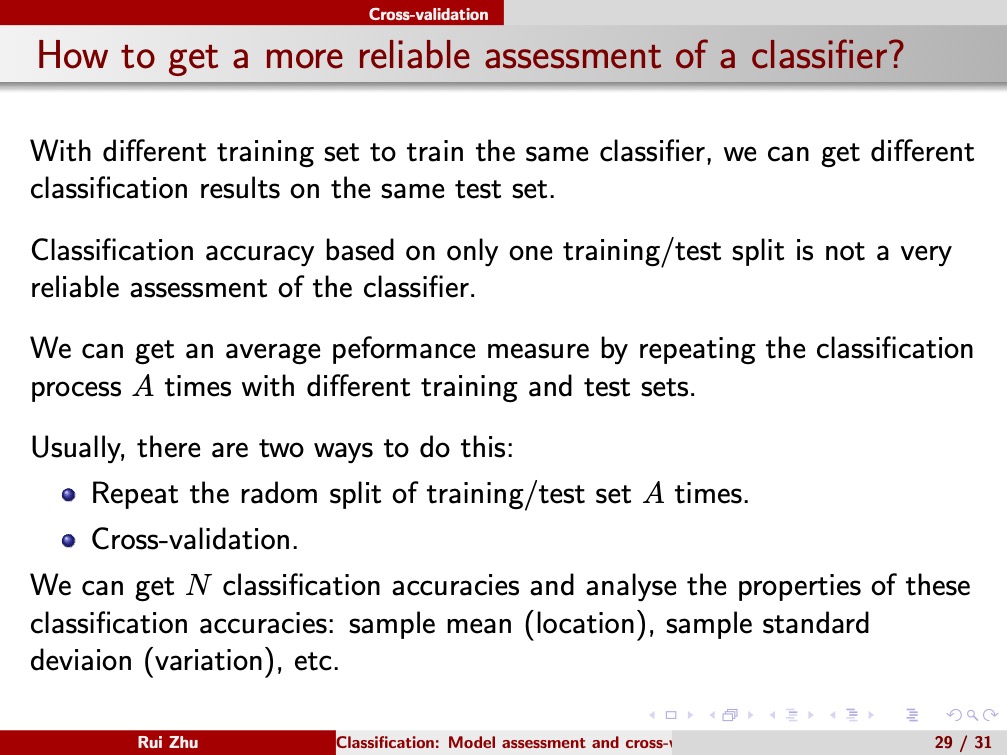 Cross-validation
How to get a more reliable assessment of a classifier?
With different training set to train the same classifier, we can get different
classification results on the same test set.
Classification accuracy based on only one training/test split is not a very
reliable assessment of the classifier.
We can get an average peformance measure by repeating the classification
process A times with different training and test sets.
Usually, there are two ways to do this:
Repeat the radom split of training/test set A times.
Cross-validation.
We can get N classification accuracies and analyse the properties of these
classification accuracies: sample mean (location), sample standard
deviaion (variation), etc.
Rui Zhu
Classification: Model assessment and cross-v
29 / 31